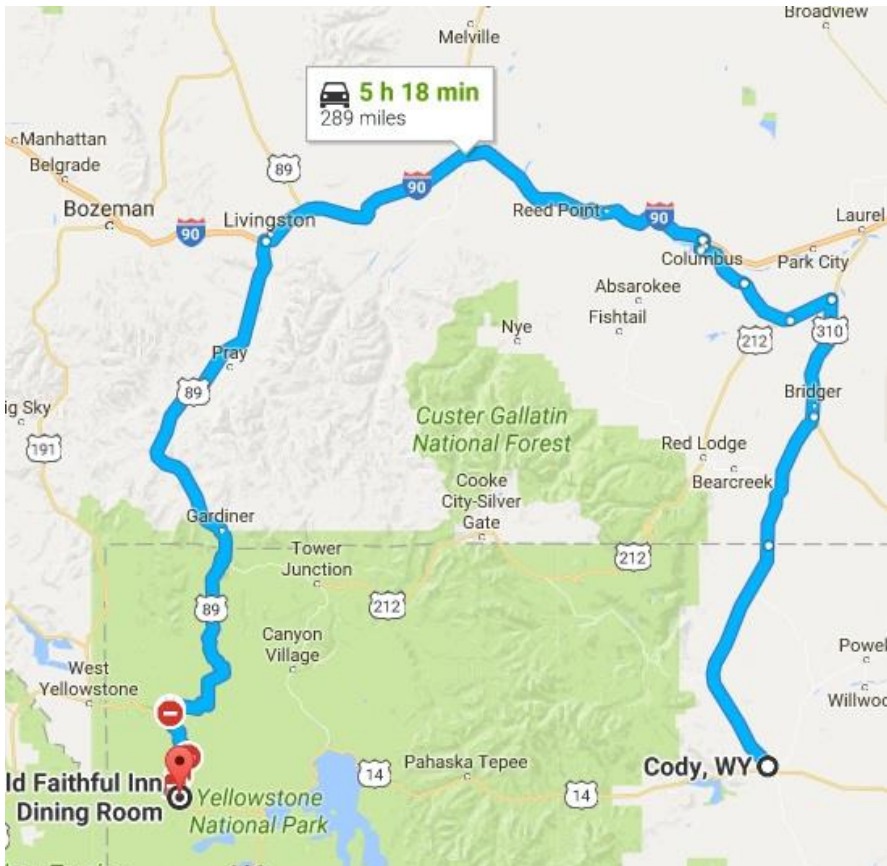 Broadview
Melville
5 h 18 min
289 miles
Manhattan
Belgrade
89
90
Bozeman
90
Livingston
Reed Point
90
Laurel
Columbus
Park City
Absarokee
Fishtail
Nye
212
310
Pray
89
Bridger
ig Sky
191
Custer Gallatin
National Forest
Red Lodge
Bearcreek
Cooke
City-Silver
Gate
Gardiner
Tower
Junction
212
212
89
Canyon
Village
West
Yellowstone
Powel
Willwoo
Pahaska Tepee
14
14
Cody, WY
ld Faithful Inn
Dining Room
Yellowstone
National Park